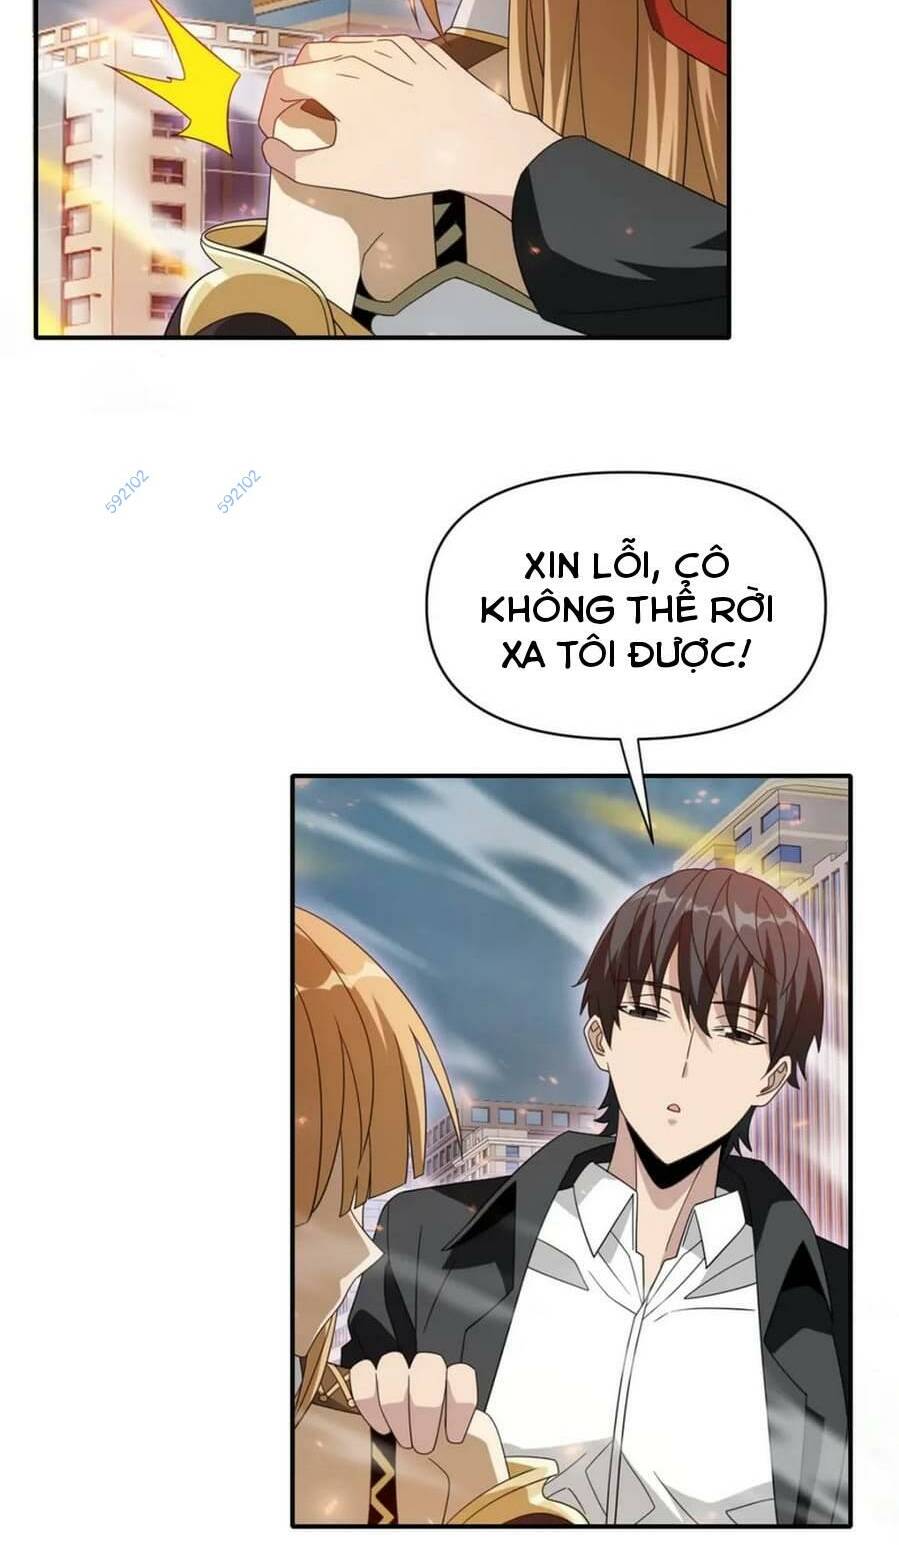 592102 592102
XIN LỖI, CÔ
KHÔNG THỂ RỜI
XA TÔI ĐƯỢC!